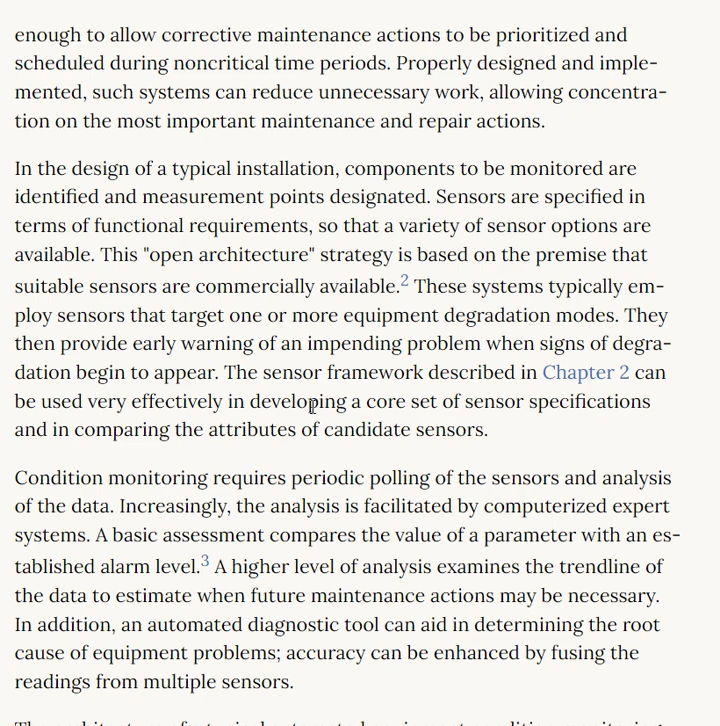 enough to allow corrective maintenance actions to be prioritized and
scheduled during noncritical time periods. Properly designed and imple-
mented, such systems can reduce unnecessary work, allowing concentra-
tion on the most important maintenance and repair actions.
In the design of a typical installation, components to be monitored are
identified and measurement points designated. Sensors are specified in
terms of functional requirements, so that a variety of sensor options are
available. This "open architecture" strategy is based on the premise that
suitable sensors are commercially available.2 These systems typically em-
ploy sensors that target one or more equipment degradation modes. They
then provide early warning of an impending problem when signs of degra-
dation begin to appear. The sensor framework described in Chapter 2 can
be used very effectively in developing a core set of sensor specifications
and in comparing the attributes of candidate sensors.
Condition monitoring requires periodic polling of the sensors and analysis
of the data. Increasingly, the analysis is facilitated by computerized expert
systems. A basic assessment compares the value of a parameter with an es-
tablished alarm level.3 A higher level of analysis examines the trendline of
the data to estimate when future maintenance actions may be necessary.
In addition, an automated diagnostic tool can aid in determining the root
cause of equipment problems; accuracy can be enhanced by fusing the
readings from multiple sensors.